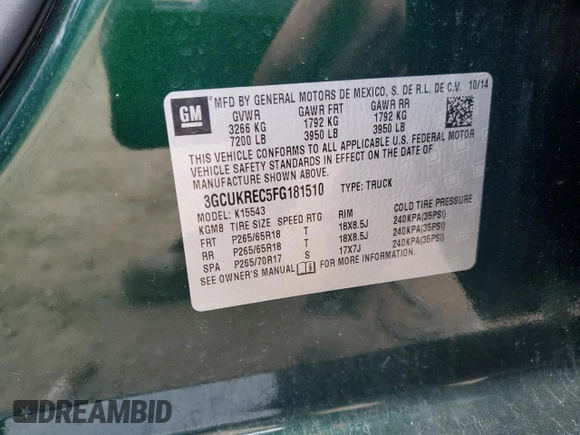 GM
MFD BY GENERAL MOTORS DE MEXICO, S. DE R.L. DE C.V. 10/14
GVWR GAWR FRT GAWR RR
3266 KG 1792 KG 1792 KG
7200 LB 3950 LB 3950 LB
THIS VEHICLE CONFORMS TO ALL APPLICABLE U.S. FEDERAL MOTOR
VEHICLE SAFETY STANDARDS IN EFFECT ON THE DATE OF
MANUFACTURE SHOWN ABOVE.
3GCUKREC5FG181510 TYPE: TRUCK
MODEL: K15543
KGM8 TIRE SIZE SPEED RTG RIM COLD TIRE PRESSURE
FRT P265/65R18 T 18X8.5J 240KPA(35PSI)
RR P265/65R18 T 18X8.5J 240KPA(35PSI)
SPA P265/70R17 S 17X7J 240KPA(35PSI)
SEE OWNER'S MANUAL FOR ADDITIONAL INFORMATION.
DREAMBID